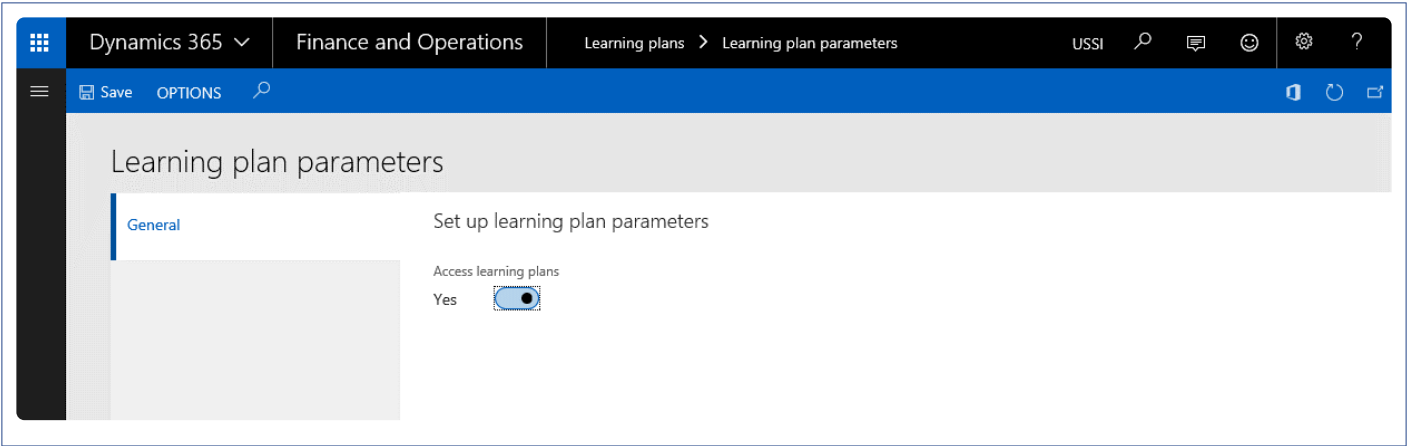 Dynamics 365 Finance and Operations Learning plans > Learning plan parameters USSI ?
Save OPTIONS
Learning plan parameters
General
Set up learning plan parameters
Access learning plans
Yes